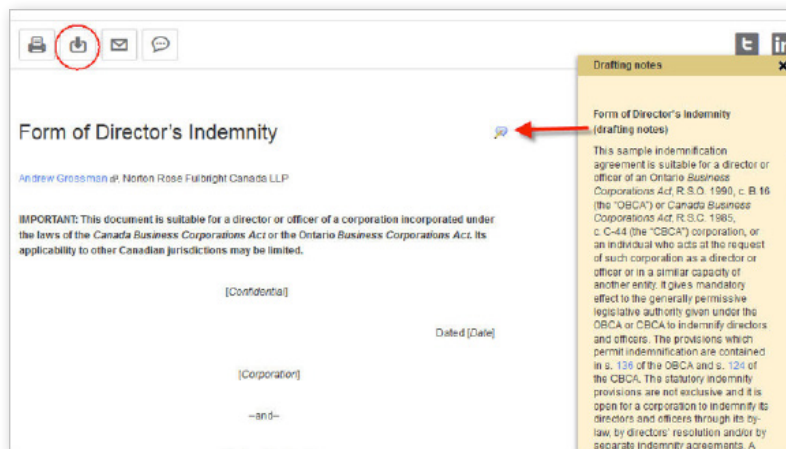 Form of Director's Indemnity
Andrew Grossman, Norton Rose Fulbright Canada LLP
IMPORTANT: This document is suitable for a director or officer of a corporation incorporated under
the laws of the Canada Business Corporations Act or the Ontario Business Corporations Act. Its
applicability to other Canadian jurisdictions may be limited.
[Confidential]
Dated [Date]
[Corporation]
--and--
Drafting notes
Form of Director's Indemnity
(drafting notes)
This sample indemnification
agreement is suitable for a director or
officer of an Ontario Business
Corporations Act, R.S.O. 1990, c. B.16
(the "OBCA") or Canada Business
Corporations Act, R.S.C. 1985,
c. C-44 (the "CBCA") corporation, or
an individual who acts at the request
of such corporation as a director or
officer or in a similar capacity of
another entity. It gives mandatory
effect to the generally permissive
legislative authority given under the
OBCA or CBCA to indemnify directors
and officers. The provisions which
permit indemnification are contained
in s. 136 of the OBCA and s. 124 of
the CBCA. The statutory indemnity
provisions are not exclusive and it is
open for a corporation to indemnify its
directors and officers through its by-
law, by directors' resolution and/or by
separate indemnity agreements. A